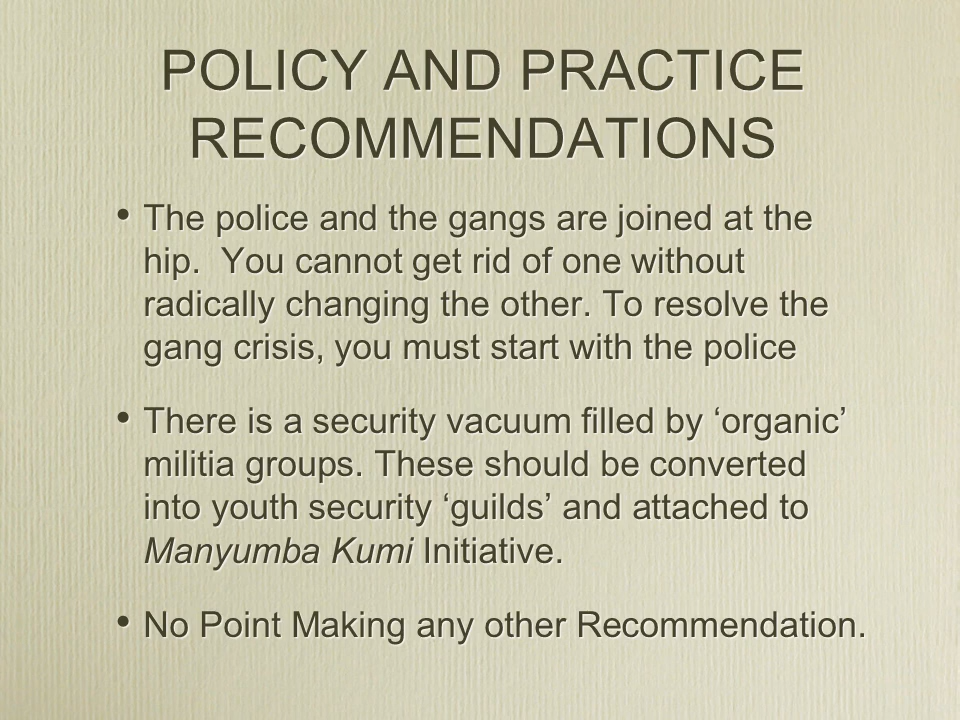 POLICY AND PRACTICE
RECOMMENDATIONS
• The police and the gangs are joined at the
hip.  You cannot get rid of one without
radically changing the other. To resolve the
gang crisis, you must start with the police
• There is a security vacuum filled by ‘organic’
militia groups. These should be converted
into youth security ‘guilds’ and attached to
Manyumba Kumi Initiative.
• No Point Making any other Recommendation.